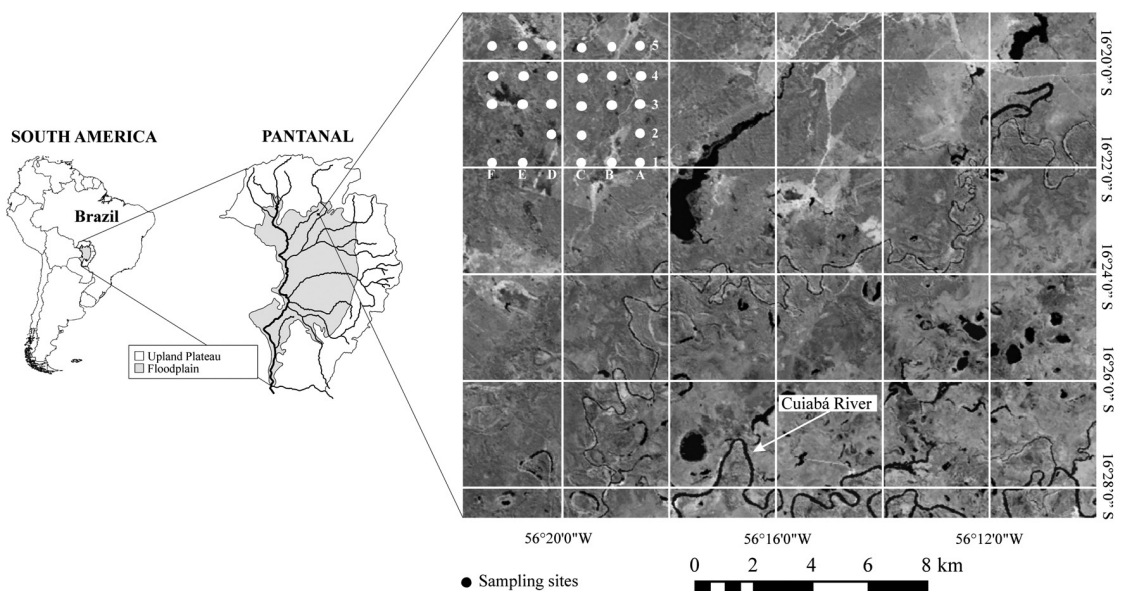 SOUTH AMERICA
PANTANAL
Brazil
Upland Plateau
Floodplain
5
4
3
2
1
F E D C B A
Cuiabá River
16°20'0"S
16°22'0"S
16°24'0"S
16°26'0"S
16°28'0"S
56°20'0"W
56°16'0"W
56°12'0"W
Sampling sites
0 2 4 6 8 km